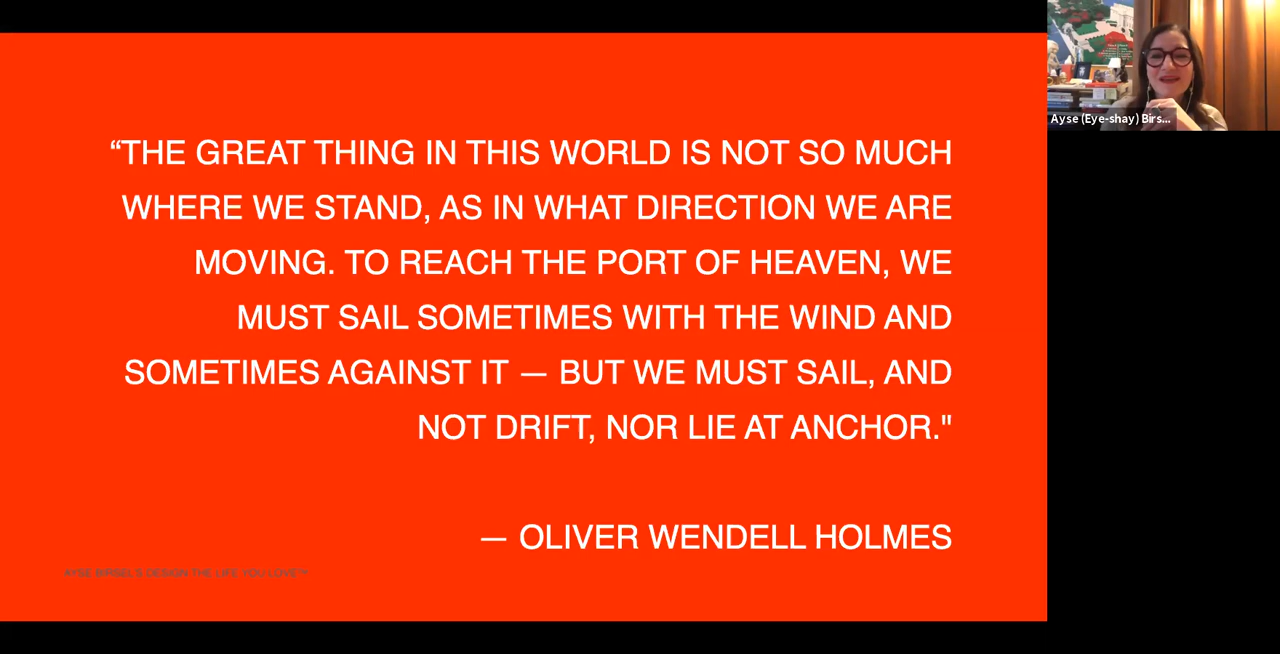 “THE GREAT THING IN THIS WORLD IS NOT SO MUCH
WHERE WE STAND, AS IN WHAT DIRECTION WE ARE
MOVING. TO REACH THE PORT OF HEAVEN, WE
MUST SAIL SOMETIMES WITH THE WIND AND
SOMETIMES AGAINST IT — BUT WE MUST SAIL, AND
NOT DRIFT, NOR LIE AT ANCHOR."
— OLIVER WENDELL HOLMES
AYSE BIRSEL'S DESIGN THE LIFE YOU LOVE™
Ayse (Eye-shay) Birs...